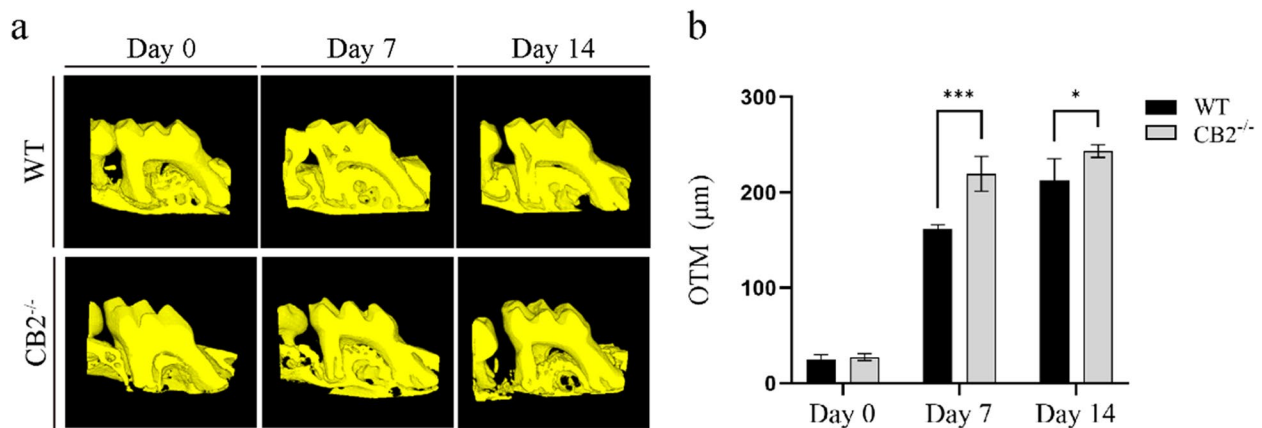 a
Day 0 Day 7 Day 14
WT
CB2-/-
b
300
200
100
0
OTM (μm)
*** *
WT
CB2-/-
Day 0 Day 7 Day 14